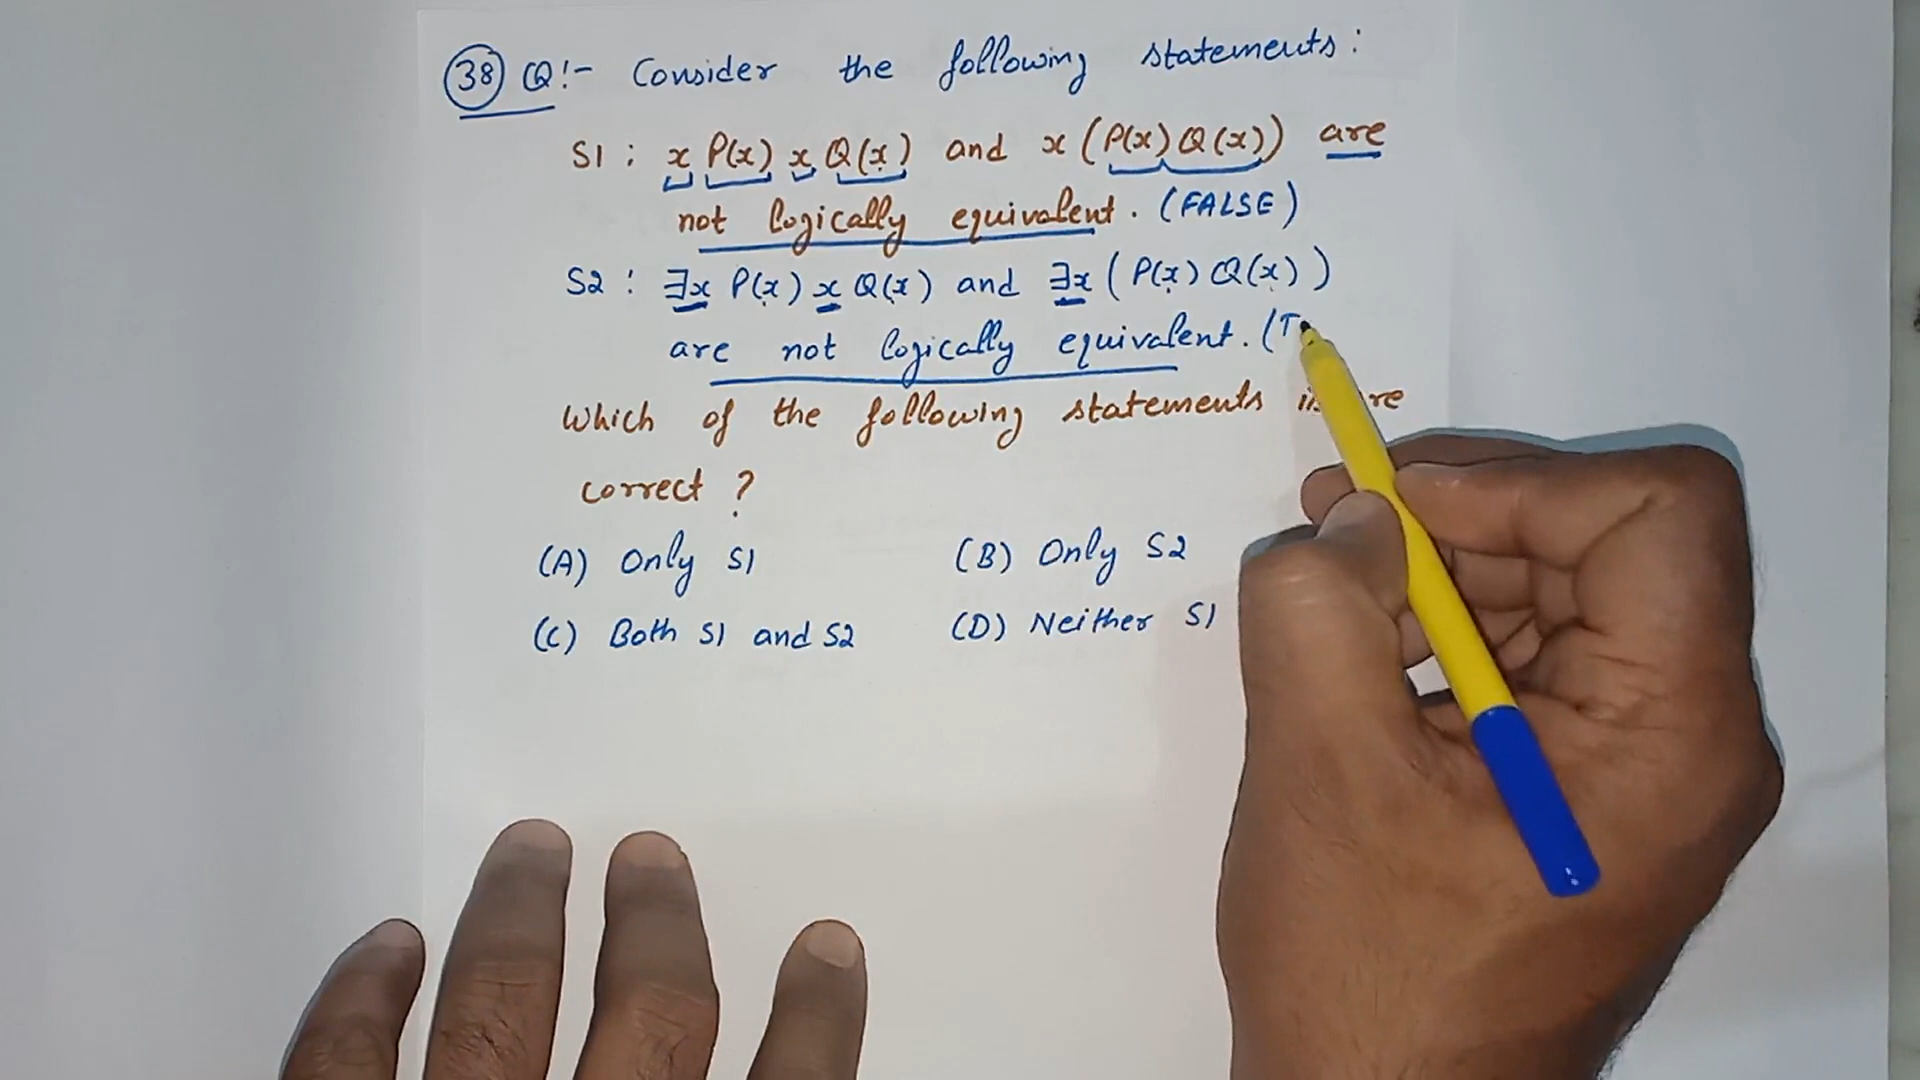 38 Q!- Consider the following statements:
S1: x P(x) x Q(x) and x (P(x) Q(x)) are
not logically equivalent. (FALSE)
S2: ∃x P(x) x Q(x) and ∃x (P(x) Q(x))
are not logically equivalent. (T
Which of the following statements
correct ?
(A) Only S1 (B) Only S2
(C) Both S1 and S2 (D) Neither S1